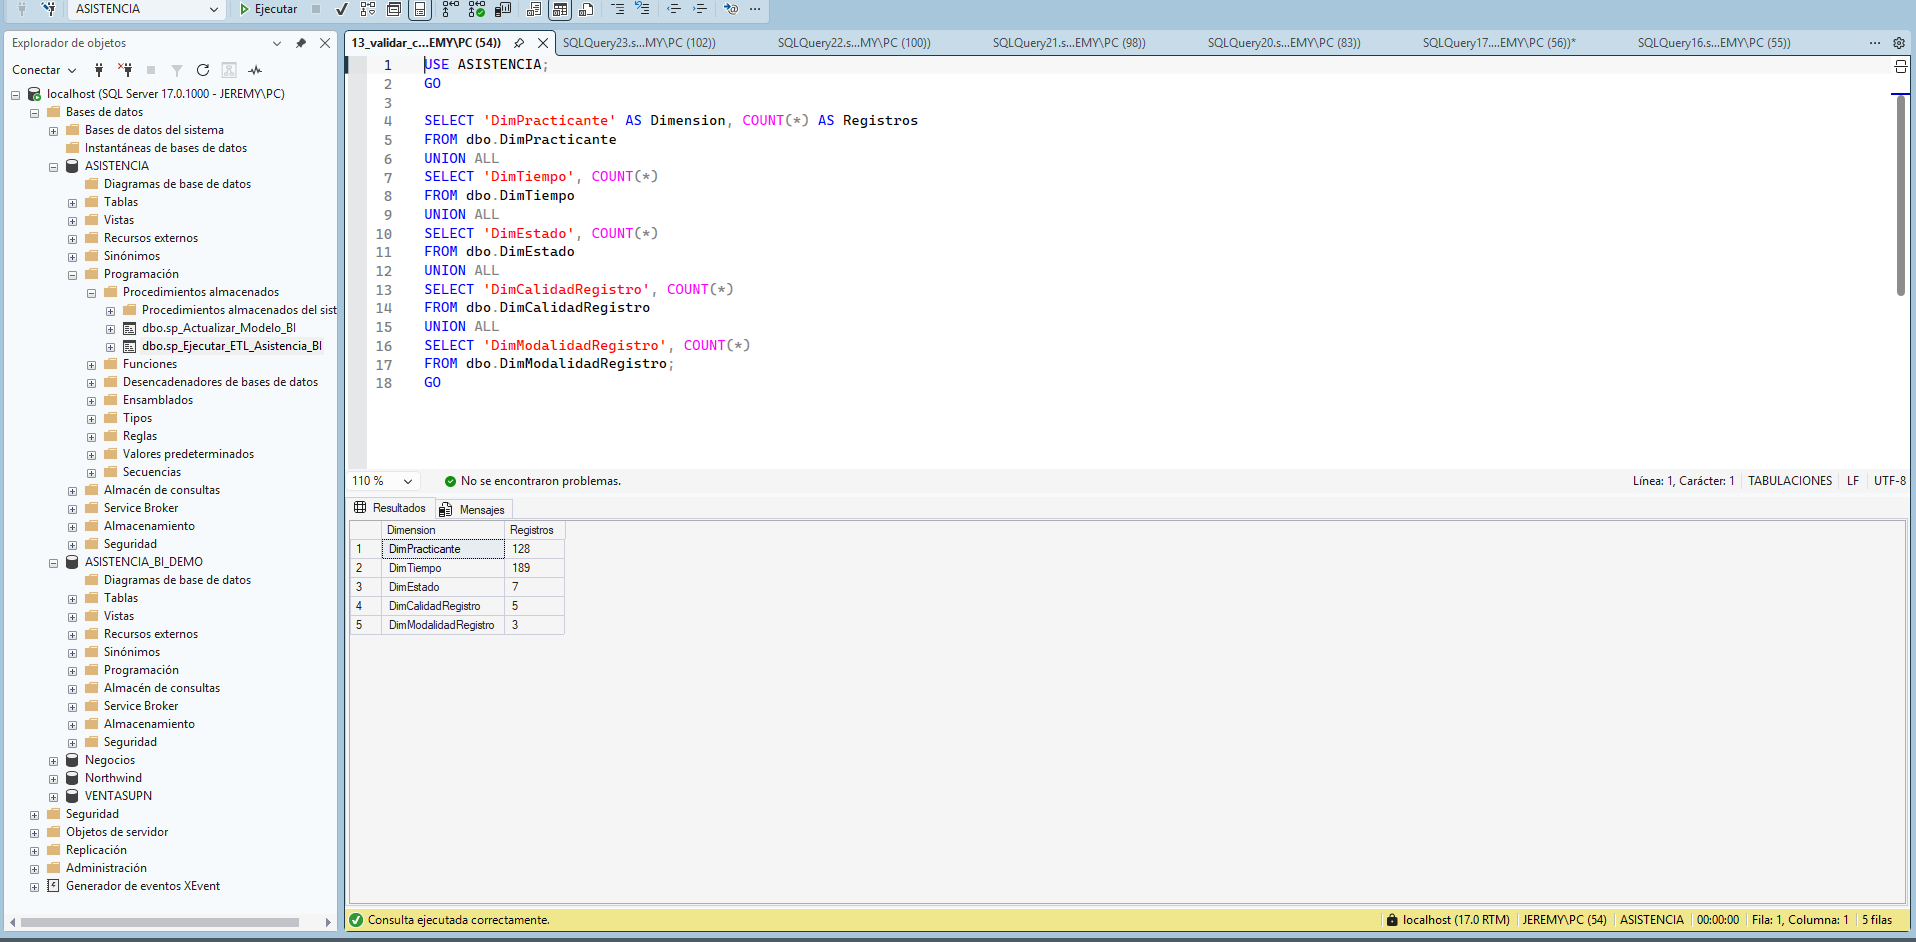 ASISTENCIA
Ejecutar
Explorador de objetos
Conectar
localhost (SQL Server 17.0.1000 - JEREMY\PC)
Bases de datos
Bases de datos del sistema
Instantáneas de bases de datos
ASISTENCIA
Diagramas de base de datos
Tablas
Vistas
Recursos externos
Sinónimos
Programación
Procedimientos almacenados
Procedimientos almacenados del sist
dbo.sp_Actualizar_Modelo_BI
dbo.sp_Ejecutar_ETL_Asistencia_BI
Funciones
Desencadenadores de bases de datos
Ensamblados
Tipos
Reglas
Valores predeterminados
Secuencias
Almacén de consultas
Service Broker
Almacenamiento
Seguridad
ASISTENCIA_BI_DEMO
Diagramas de base de datos
Tablas
Vistas
Recursos externos
Sinónimos
Programación
Almacén de consultas
Service Broker
Almacenamiento
Seguridad
Negocios
Northwind
VENTASUPN
Seguridad
Objetos de servidor
Replicación
Administración
Generador de eventos XEvent
13_validar_c...EMY\PC (54)) SQLQuery23.s...MY\PC (102)) SQLQuery22.s...MY\PC (100)) SQLQuery21.s...EMY\PC (98)) SQLQuery20.s...EMY\PC (83)) SQLQuery17....EMY\PC (56))* SQLQuery16.s...EMY\PC (55))
1 USE ASISTENCIA;
2 GO
3
4 SELECT 'DimPracticante' AS Dimension, COUNT(*) AS Registros
5 FROM dbo.DimPracticante
6 UNION ALL
7 SELECT 'DimTiempo', COUNT(*)
8 FROM dbo.DimTiempo
9 UNION ALL
10 SELECT 'DimEstado', COUNT(*)
11 FROM dbo.DimEstado
12 UNION ALL
13 SELECT 'DimCalidadRegistro', COUNT(*)
14 FROM dbo.DimCalidadRegistro
15 UNION ALL
16 SELECT 'DimModalidadRegistro', COUNT(*)
17 FROM dbo.DimModalidadRegistro;
18 GO
110 % No se encontraron problemas. Línea: 1, Carácter: 1 TABULACIONES LF UTF-8
Resultados Mensajes
Dimension Registros
1 DimPracticante 128
2 DimTiempo 189
3 DimEstado 7
4 DimCalidadRegistro 5
5 DimModalidadRegistro 3
Consulta ejecutada correctamente. localhost (17.0 RTM) JEREMY\PC (54) ASISTENCIA 00:00:00 Fila: 1, Columna: 1 5 filas